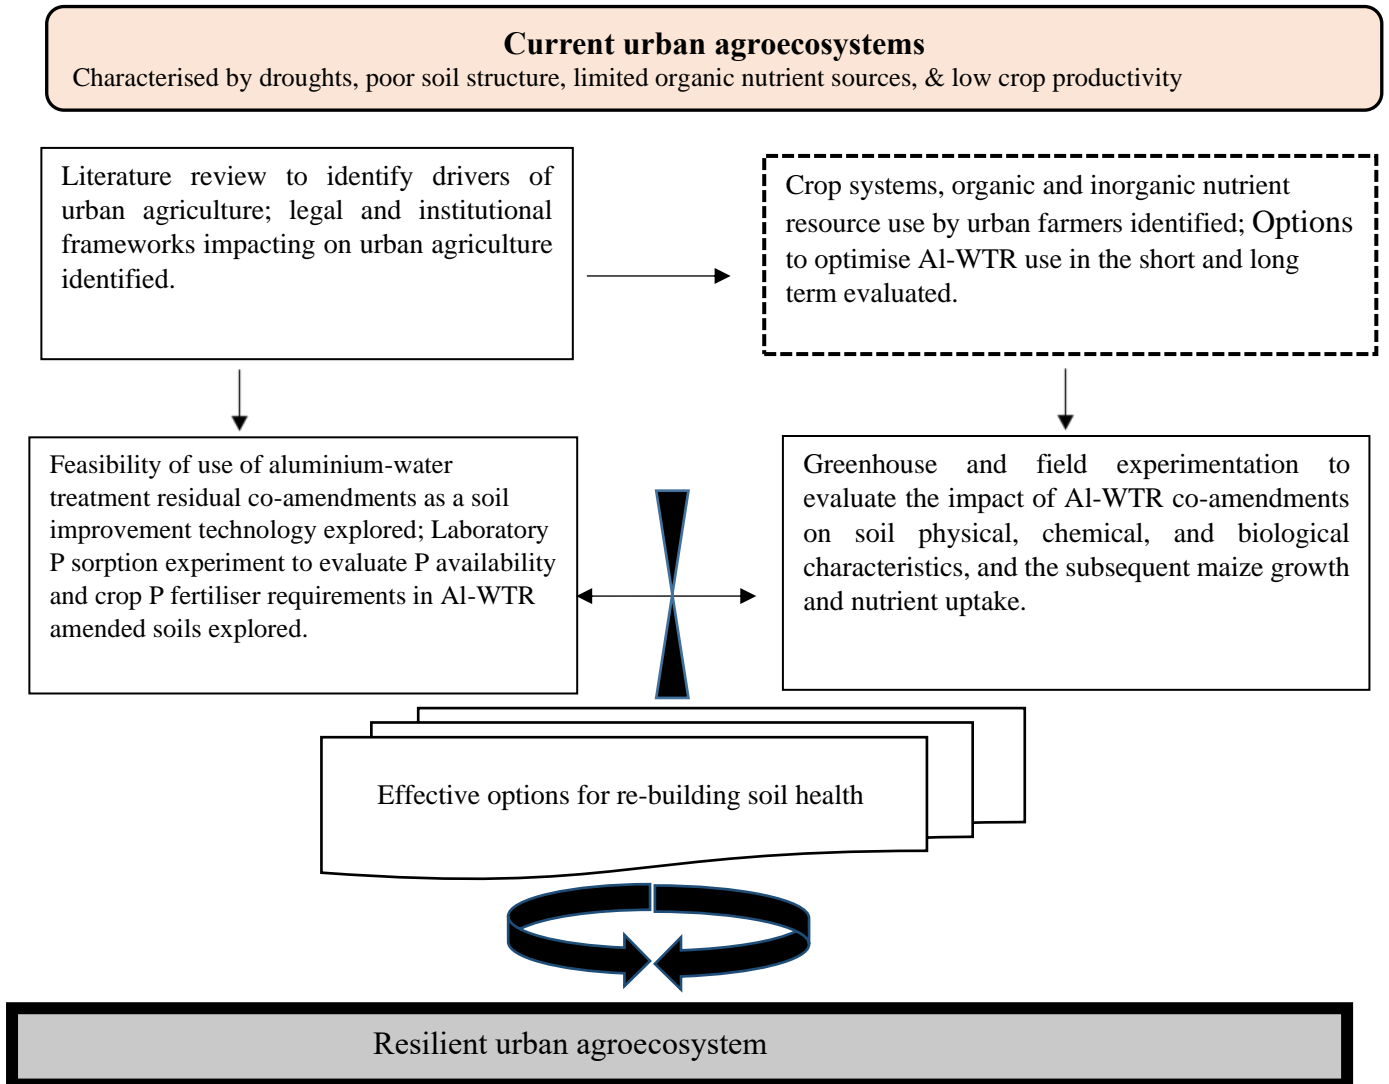 Current urban agroecosystems
Characterised by droughts, poor soil structure, limited organic nutrient sources, & low crop productivity
Literature review to identify drivers of
urban agriculture; legal and institutional
frameworks impacting on urban agriculture
identified.
Crop systems, organic and inorganic nutrient
resource use by urban farmers identified; Options
to optimise Al-WTR use in the short and long
term evaluated.
Feasibility of use of aluminium-water
treatment residual co-amendments as a soil
improvement technology explored; Laboratory
P sorption experiment to evaluate P availability
and crop P fertiliser requirements in Al-WTR
amended soils explored.
Greenhouse and field experimentation to
evaluate the impact of Al-WTR co-amendments
on soil physical, chemical, and biological
characteristics, and the subsequent maize growth
and nutrient uptake.
Effective options for re-building soil health
Resilient urban agroecosystem